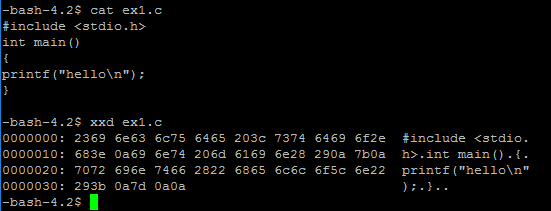 -bash-4.2$ cat ex1.c
#include <stdio.h>
int main()
{
printf("hello\n");
}

-bash-4.2$ xxd ex1.c
0000000: 2369 6e63 6c75 6465 203c 7374 6469 6f2e  #include <stdio.
0000010: 683e 0a69 6e74 206d 6169 6e28 290a 7b0a  h>.int main().{.
0000020: 7072 696e 7466 2822 6865 6c6c 6f5c 6e22  printf("hello\n"
0000030: 293b 0a7d 0a0a                           );.}..
-bash-4.2$